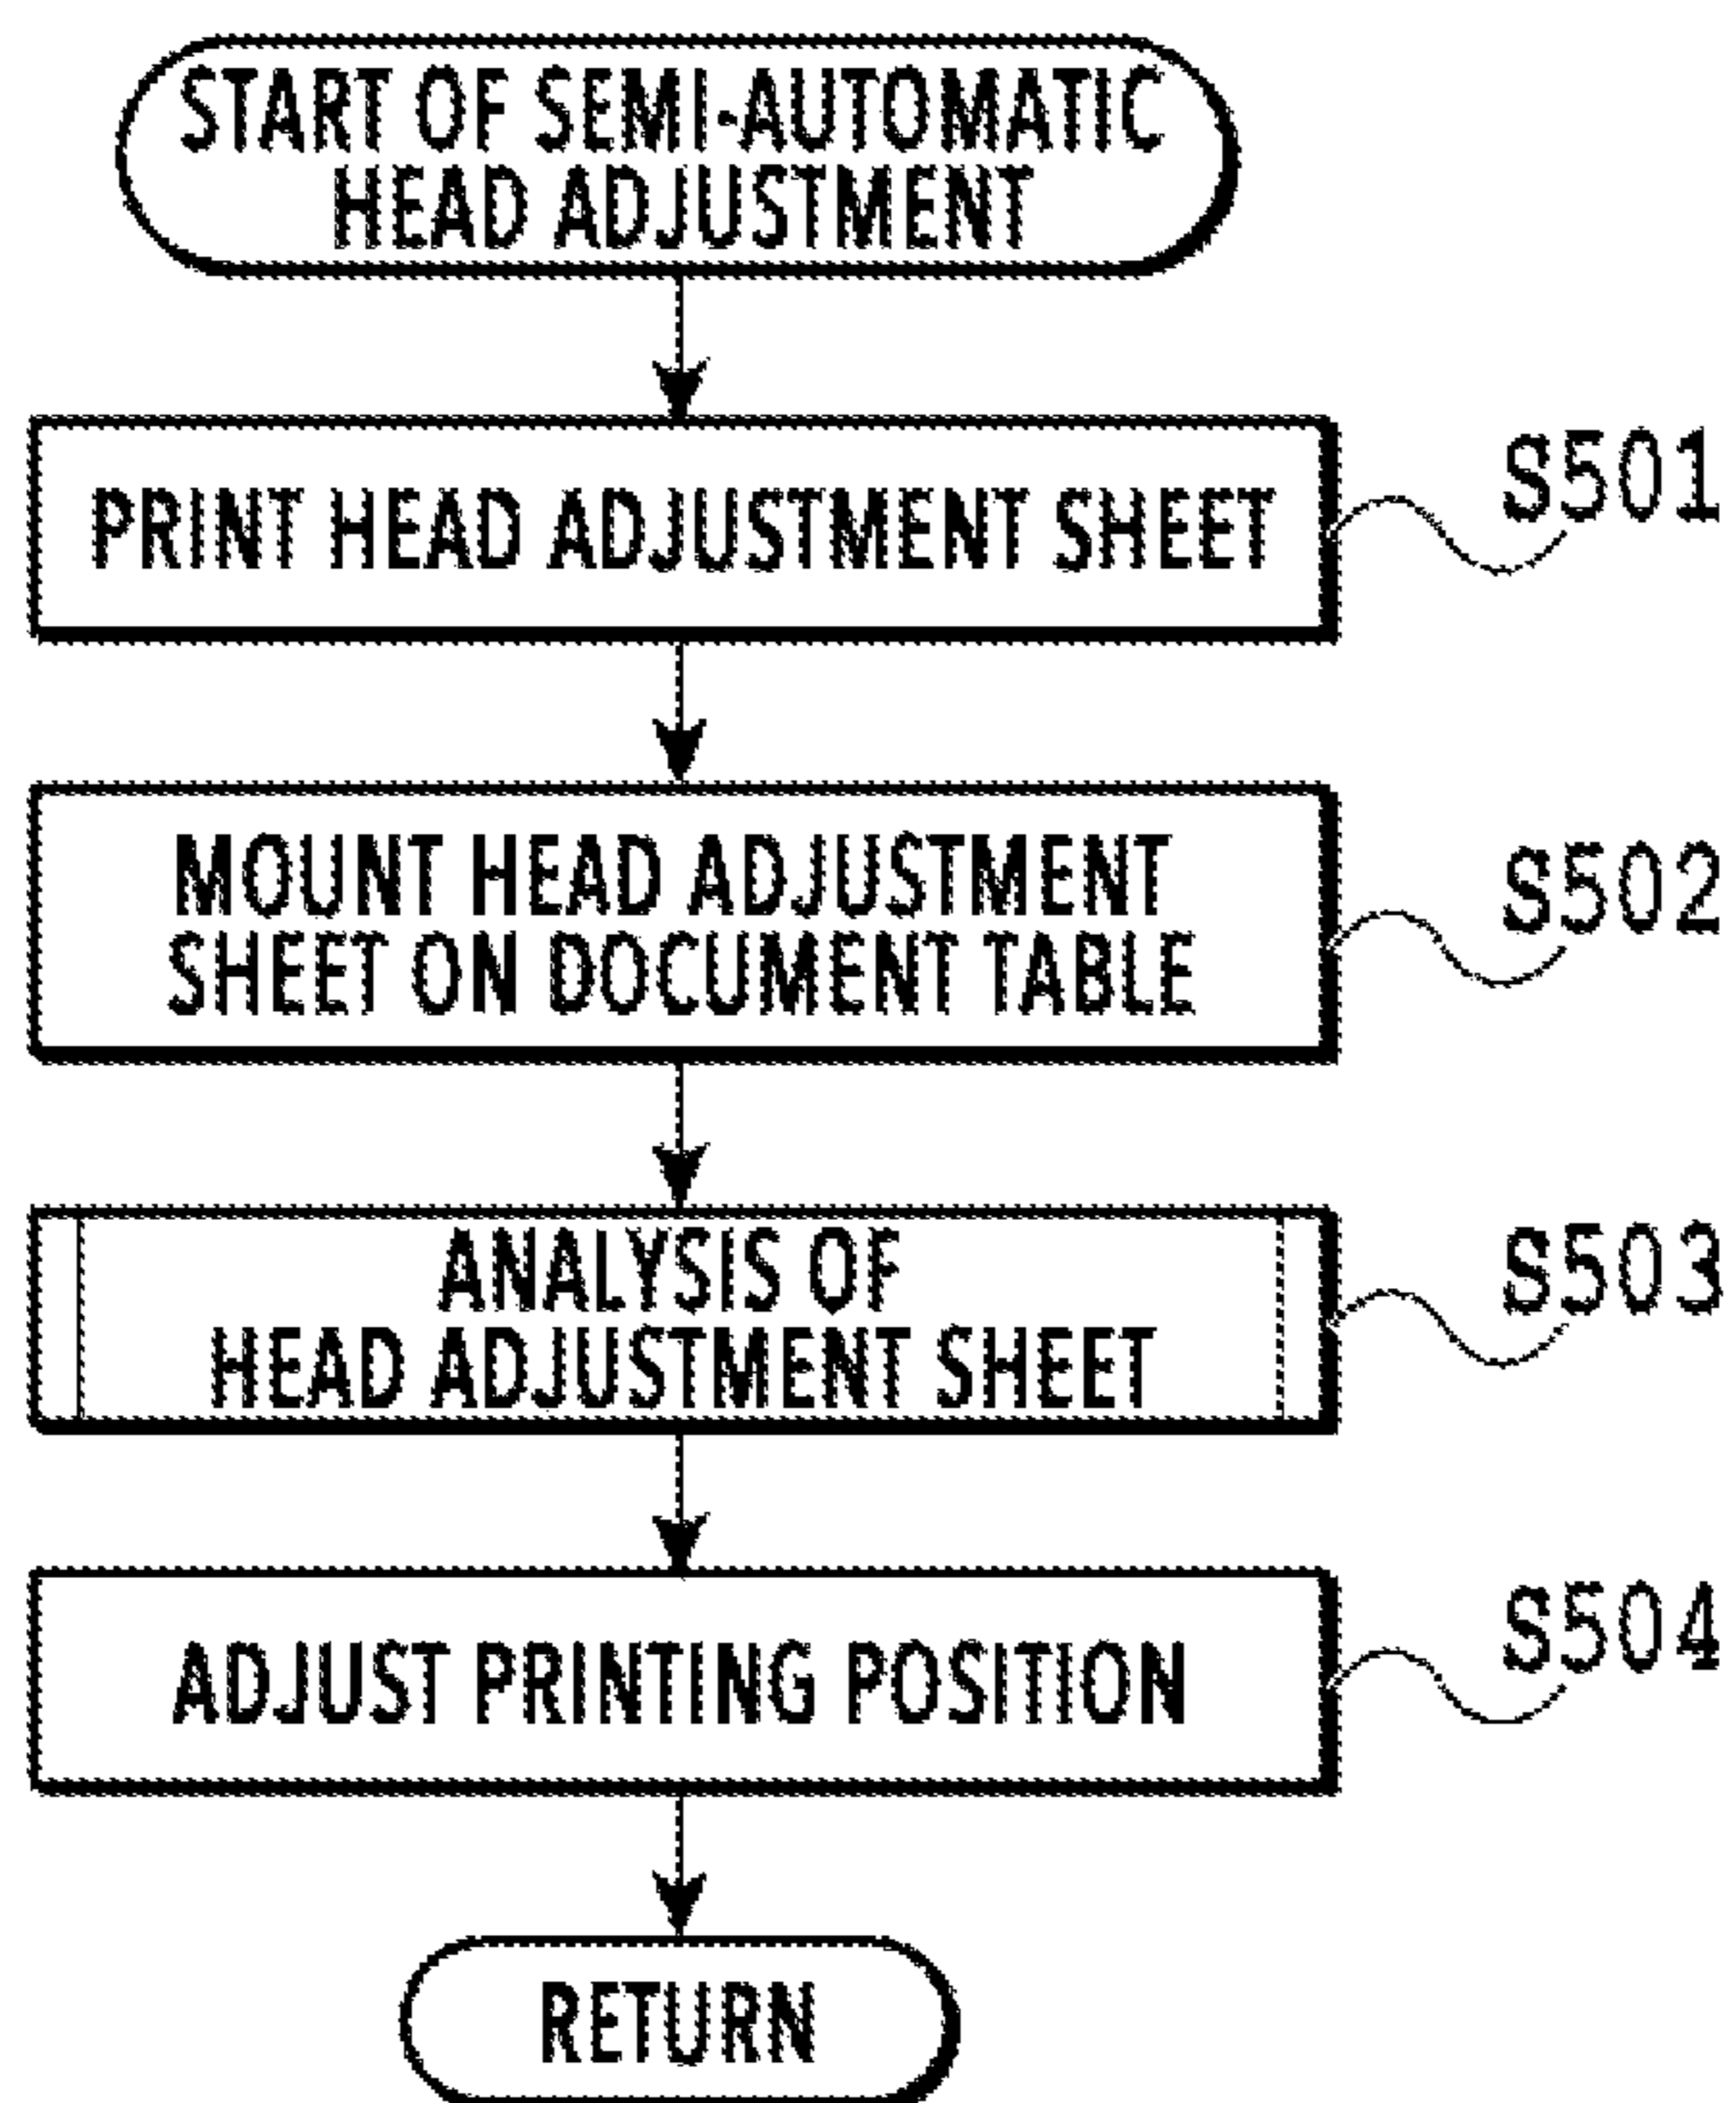 START OF SEMI-AUTOMATIC
HEAD ADJUSTMENT
PRINT HEAD ADJUSTMENT SHEET
S501
MOUNT HEAD ADJUSTMENT
SHEET ON DOCUMENT TABLE
S502
ANALYSIS OF
HEAD ADJUSTMENT SHEET
S503
ADJUST PRINTING POSITION
S504
RETURN